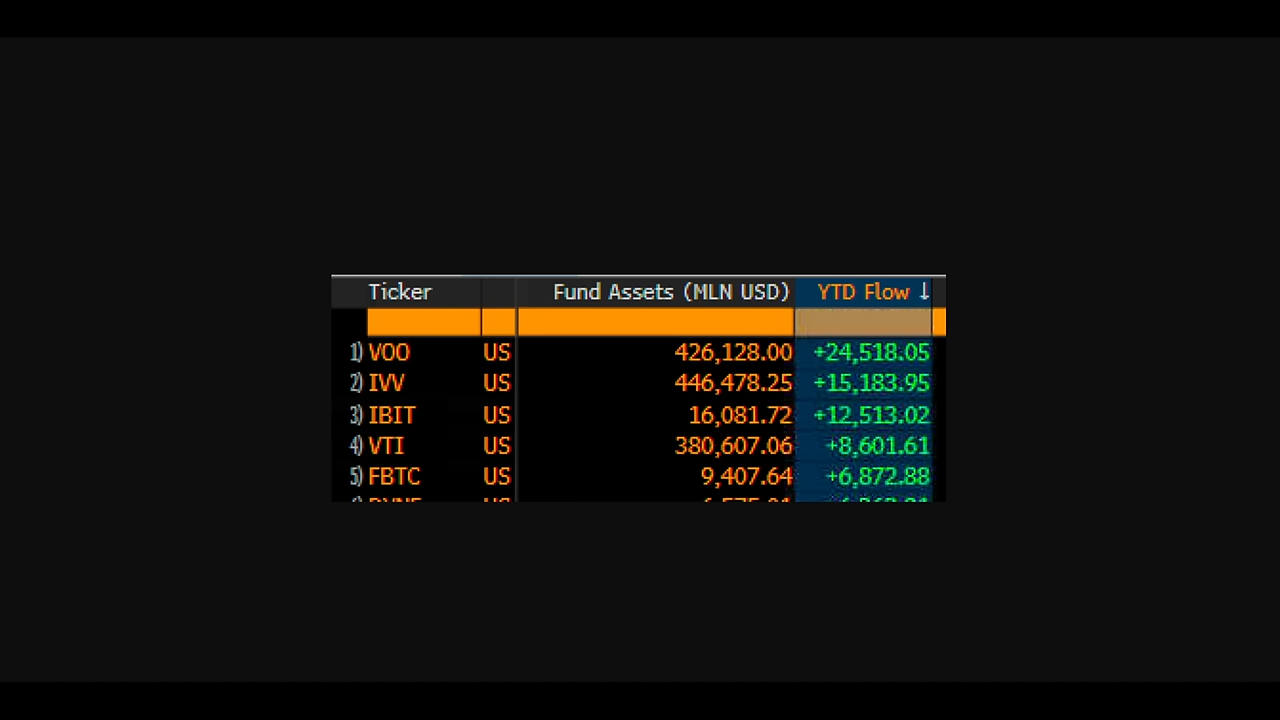 Ticker Fund Assets (MLN USD) YTD Flow ↓
1) VOO US 426,128.00 +24,518.05
2) IVV US 446,478.25 +15,183.95
3) IBIT US 16,081.72 +12,513.02
4) VTI US 380,607.06 +8,601.61
5) FBTC US 9,407.64 +6,872.88